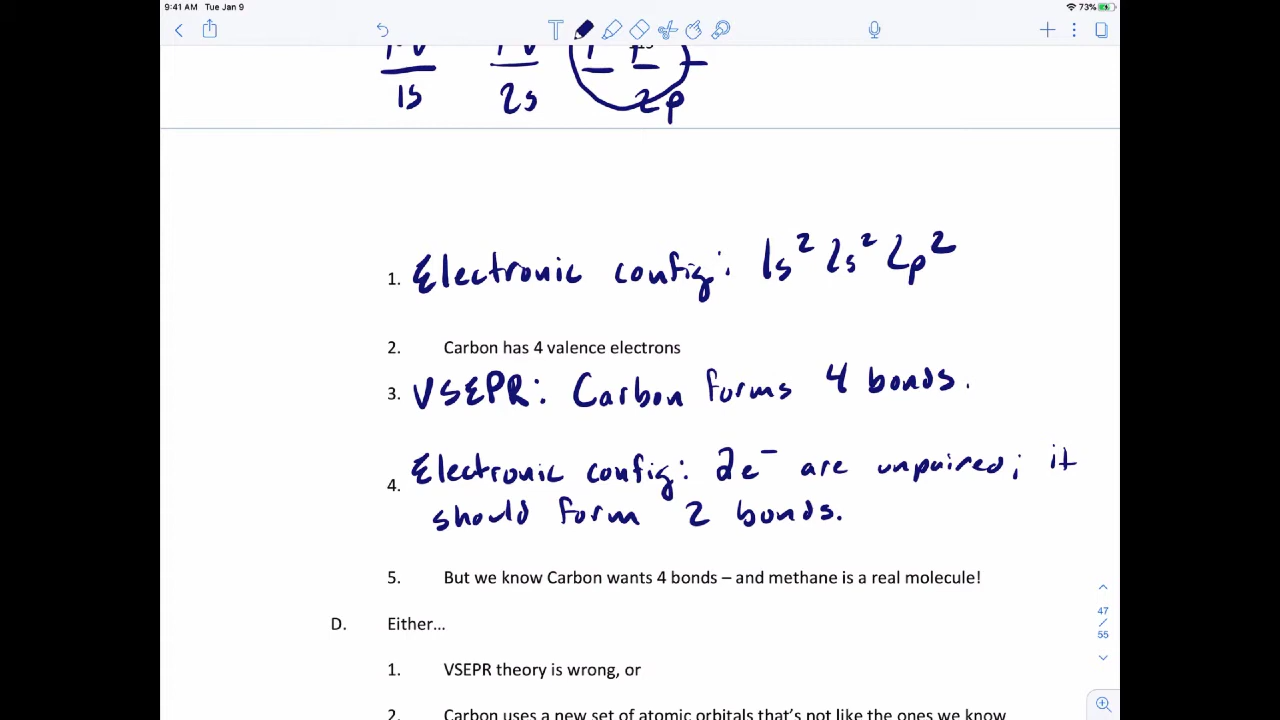 9:41 AM Tue Jan 9
73%
1s 2s 2p
1. Electronic config: 1s² 2s² 2p²
2. Carbon has 4 valence electrons
3. VSEPR: Carbon forms 4 bonds.
4. Electronic config: 2e⁻ are unpaired; it
should form 2 bonds.
5. But we know Carbon wants 4 bonds – and methane is a real molecule!
47
/
55
D. Either...
1. VSEPR theory is wrong, or
2. Carbon uses a new set of atomic orbitals that's not like the ones we know